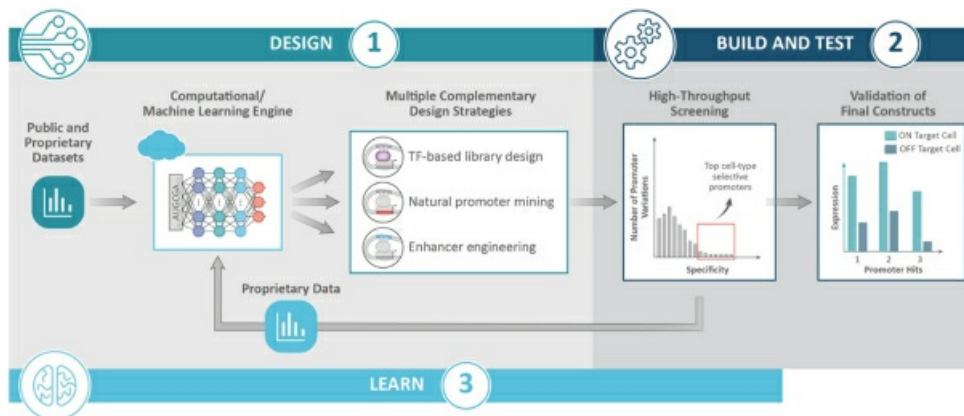 DESIGN 1
BUILD AND TEST 2
Public and
Proprietary
Datasets
Computational/
Machine Learning Engine
Multiple Complementary
Design Strategies
TF-based library design
Natural promoter mining
Enhancer engineering
High-Throughput
Screening
Number of Promoter
Variations
Top cell-type
selective
promoters
Specificity
Validation of
Final Constructs
ON Target Cell
OFF Target Cell
Expression
1 2 3
Promoter Hits
Proprietary Data
LEARN 3